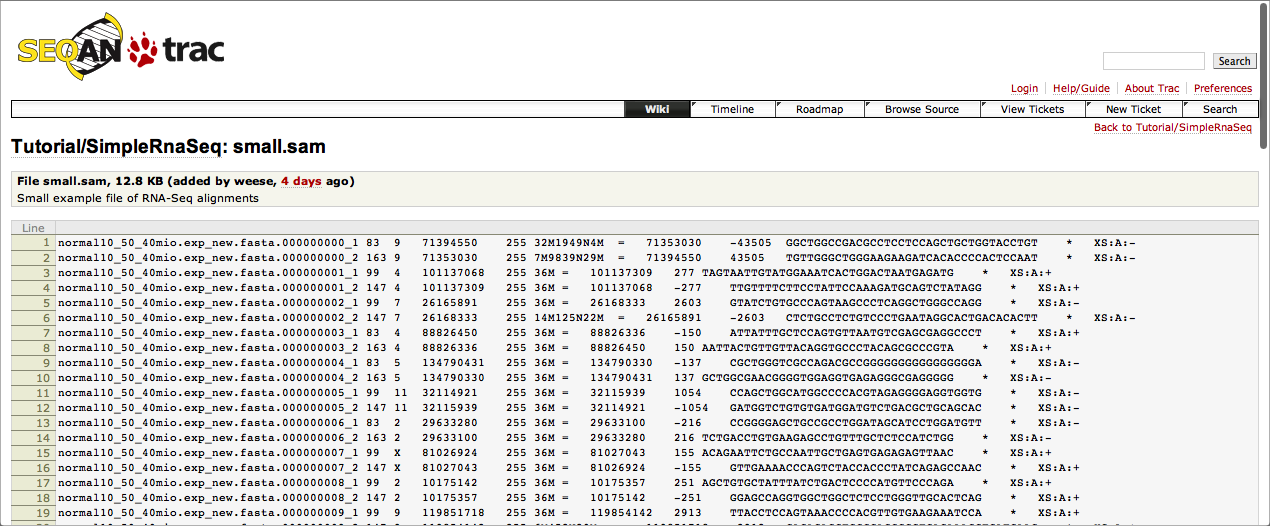 SEQAN trac
Search
Login Help/Guide About Trac Preferences
Wiki Timeline Roadmap Browse Source View Tickets New Ticket Search
Back to Tutorial/SimpleRnaSeq
Tutorial/SimpleRnaSeq: small.sam
File small.sam, 12.8 KB (added by weese, 4 days ago)
Small example file of RNA-Seq alignments
Line
1 normal10_50_40mio.exp_new.fasta.000000000_1 83 9 71394550 255 32M1949N4M = 71353030 -43505 GGCTGGCCGACGCCTCCTCCAGCTGCTGGTACCTGT * XS:A:-
2 normal10_50_40mio.exp_new.fasta.000000000_2 163 9 71353030 255 7M9839N29M = 71394550 43505 TGTTGGGCTGGGAAGAAGATCACACCCCACTCCAAT * XS:A:-
3 normal10_50_40mio.exp_new.fasta.000000001_1 99 4 101137068 255 36M = 101137309 277 TAGTAATTGTATGGAAATCACTGGACTAATGAGATG * XS:A:+
4 normal10_50_40mio.exp_new.fasta.000000001_2 147 4 101137309 255 36M = 101137068 -277 TTGTTTTCTTCCTATTCCAAAGATGCAGTCTATAGG * XS:A:+
5 normal10_50_40mio.exp_new.fasta.000000002_1 99 7 26165891 255 36M = 26168333 2603 GTATCTGTGCCCAGTAAGCCCTCAGGCTGGGCCAGG * XS:A:-
6 normal10_50_40mio.exp_new.fasta.000000002_2 147 7 26168333 255 14M125N22M = 26165891 -2603 CTCTGCCTCTGTCCCTGAATAGGCACTGACACACTT * XS:A:-
7 normal10_50_40mio.exp_new.fasta.000000003_1 83 4 88826450 255 36M = 88826336 -150 ATTATTTGCTCCAGTGTTAATGTCGAGCGAGGCCCT * XS:A:+
8 normal10_50_40mio.exp_new.fasta.000000003_2 163 4 88826336 255 36M = 88826450 150 AATTACTGTTGTTACAGGTGCCCTACAGCGCCCGTA * XS:A:+
9 normal10_50_40mio.exp_new.fasta.000000004_1 83 5 134790431 255 36M = 134790330 -137 CGCTGGGTCGCCAGACGCCGGGGGGGGGGGGGGGGA * XS:A:-
10 normal10_50_40mio.exp_new.fasta.000000004_2 163 5 134790330 255 36M = 134790431 137 GCTGGCGAACGGGGTGGAGGTGAGAGGGCGAGGGGG * XS:A:-
11 normal10_50_40mio.exp_new.fasta.000000005_1 99 11 32114921 255 36M = 32115939 1054 CCAGCTGGCATGGCCCCACGTAGAGGGGAGGTGGTG * XS:A:-
12 normal10_50_40mio.exp_new.fasta.000000005_2 147 11 32115939 255 36M = 32114921 -1054 GATGGTCTGTGTGATGGATGTCTGACGCTGCAGCAC * XS:A:-
13 normal10_50_40mio.exp_new.fasta.000000006_1 83 2 29633280 255 36M = 29633100 -216 CCGGGGAGCTGCCGCCTGGATAGCATCCTGGATGTT * XS:A:-
14 normal10_50_40mio.exp_new.fasta.000000006_2 163 2 29633100 255 36M = 29633280 216 TCTGACCTGTGAAGAGCCTGTTTGCTCTCCATCTGG * XS:A:-
15 normal10_50_40mio.exp_new.fasta.000000007_1 99 X 81026924 255 36M = 81027043 155 ACAGAATTCTGCCAATTGCTGAGTGAGAGAGTTAAC * XS:A:+
16 normal10_50_40mio.exp_new.fasta.000000007_2 147 X 81027043 255 36M = 81026924 -155 GTTGAAAACCCAGTCTACCACCCTATCAGAGCCAAC * XS:A:+
17 normal10_50_40mio.exp_new.fasta.000000008_1 99 2 10175142 255 36M = 10175357 251 AGCTGTGCTATTTATCTGACTCCCCATGTTCCCAGA * XS:A:+
18 normal10_50_40mio.exp_new.fasta.000000008_2 147 2 10175357 255 36M = 10175142 -251 GGAGCCAGGTGGCTCTCCTGGGTTGCACTCAG * XS:A:+
19 normal10_50_40mio.exp_new.fasta.000000009_1 99 9 119851718 255 36M = 119854142 2913 TTACCTCCAGTAAACCCCACGTTGTGAAGAAATCCA * XS:A:+